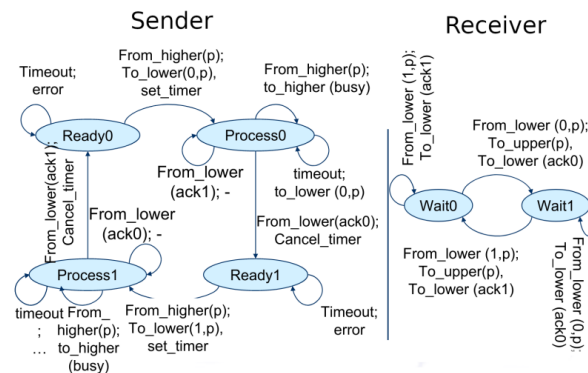 Sender
Receiver
Timeout;
error
From_higher(p);
To_lower(0,p),
set_timer
From_higher(p);
to_higher (busy)
Ready0
Process0
From_lower
(ack1); -
timeout;
to_lower (0,p)
From_lower(ack1);
Cancel_timer
From_lower
(ack0); -
From_lower(ack0);
Cancel_timer
Process1
Ready1
timeout
;
…
From_
higher(p);
to_higher
(busy)
From_higher(p);
To_lower(1,p),
set_timer
Timeout;
error
From_lower (1,p);
To_lower (ack1)
From_lower (0,p);
To_upper(p),
To_lower (ack0)
Wait0
Wait1
From_lower (1,p);
To_upper(p),
To_lower (ack1)
From_lower (0,p);
To_lower (ack0)